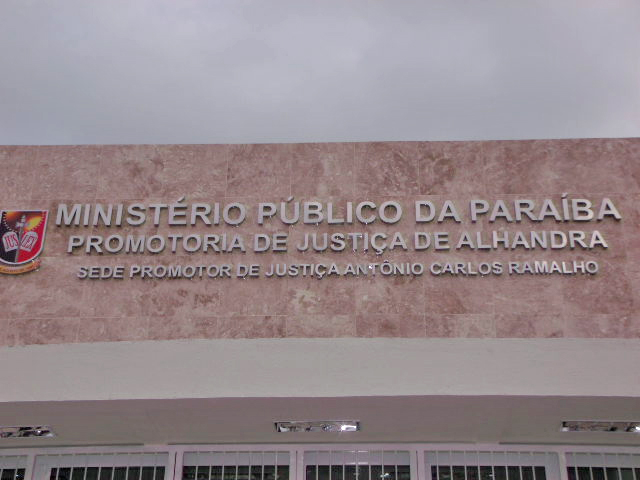 MINISTÉRIO PÚBLICO DA PARAÍBA
PROMOTORIA DE JUSTIÇA DE ALHANDRA
SEDE PROMOTOR DE JUSTIÇA ANTÔNIO CARLOS RAMALHO